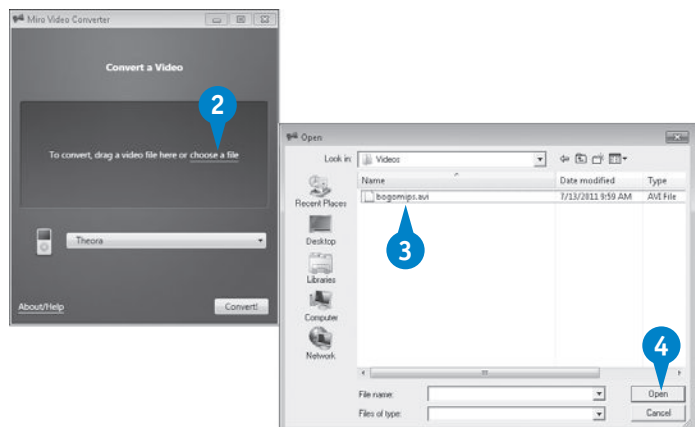 Miro Video Converter
Convert a Video
2
To convert, drag a video file here or choose a file
Theora
About/Help
Convert!
Open
Look in:
Videos
Name
Date modified
Type
bogomips.avi
7/13/2011 9:59 AM
AVI File
3
Recent Places
Desktop
Libraries
Computer
Network
4
File name:
Open
Files of type:
Cancel